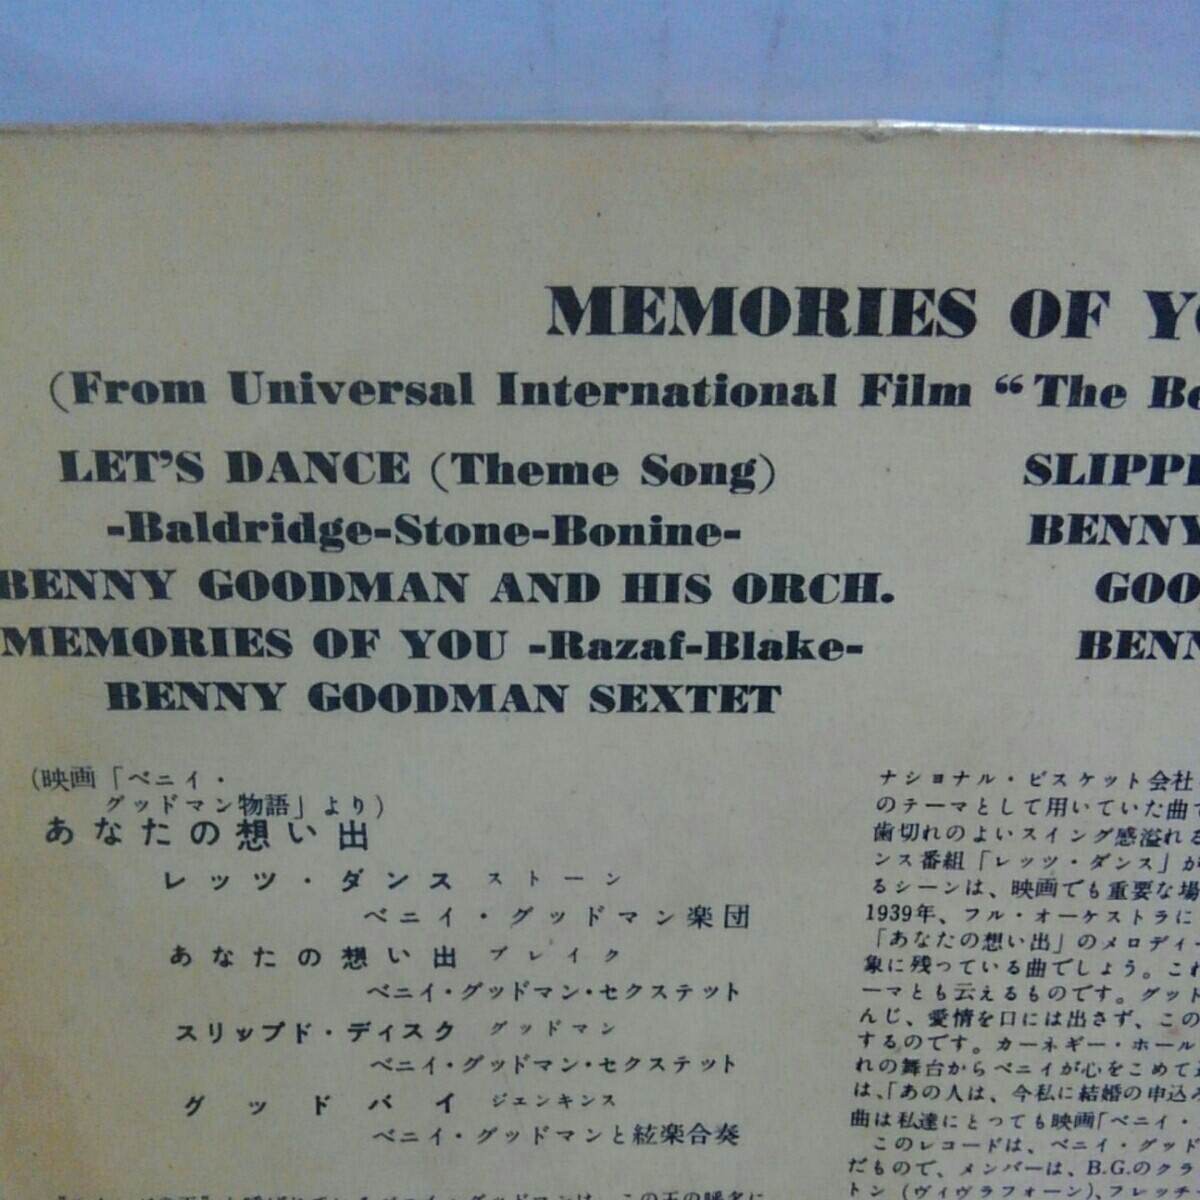 MEMORIES OF
(From Universal International Film “The
LET'S DANCE (Theme Song)
-Baldridge-Stone-Bonine-
BENNY GOODMAN AND HIS ORCH.
MEMORIES OF YOU -Razaf-Blake-
BENNY GOODMAN SEXTET
SLIPP
BENNY
GOO
BENN
(映画「ベニイ・
グッドマン物語」より)
あなたの想い出
レッツ・ダンス ストーン
ベニイ・グッドマン楽団
あなたの想い出 ブレイク
ベニイ・グッドマン・セクステット
スリップド・ディスク グッドマン
ベニイ・グッドマン・セクステット
グッドバイ ジェンキンス
ベニイ・グッドマンと絃楽合奏
ナショナル・ビスケット会社
のテーマとして用いていた曲で
歯切れのよいスイング感溢れる
ンス番組「レッツ・ダンス」が
るシーンは、映画でも重要な場
1939年、フル・オーケストラに
「あなたの想い出」のメロディー
象に残っている曲でしょう。これ
ーマとも云えるものです。グッド
んじ、愛情を口には出さず、この
するのです。カーネギー・ホール
れの舞台からベニイが心をこめて
は、「あの人は、今私に結婚の申込み
曲は私達にとっても映画「ベニイ・
このレコードは、ベニイ・グッド
だもので、メンバーは、B.G.のクラ
トン (ヴィヴラフォーン) フレッチ